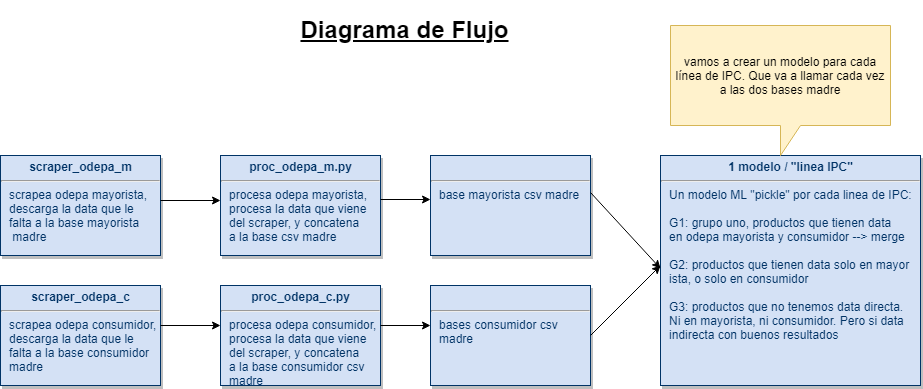 Diagrama de Flujo
vamos a crear un modelo para cada
línea de IPC. Que va a llamar cada vez
a las dos bases madre
scraper_odepa_m
scrapea odepa mayorista,
descarga la data que le
falta a la base mayorista
madre
proc_odepa_m.py
procesa odepa mayorista,
procesa la data que viene
del scraper, y concatena
a la base csv madre
base mayorista csv madre
1 modelo / "linea IPC"
Un modelo ML "pickle" por cada linea de IPC:
G1: grupo uno, productos que tienen data
en odepa mayorista y consumidor --> merge
G2: productos que tienen data solo en mayor
ista, o solo en consumidor
G3: productos que no tenemos data directa.
Ni en mayorista, ni consumidor. Pero si data
indirecta con buenos resultados
scraper_odepa_c
scrapea odepa consumidor,
descarga la data que le
falta a la base consumidor
madre
proc_odepa_c.py
procesa odepa consumidor,
procesa la data que viene
del scraper, y concatena
a la base consumidor csv
madre
bases consumidor csv
madre